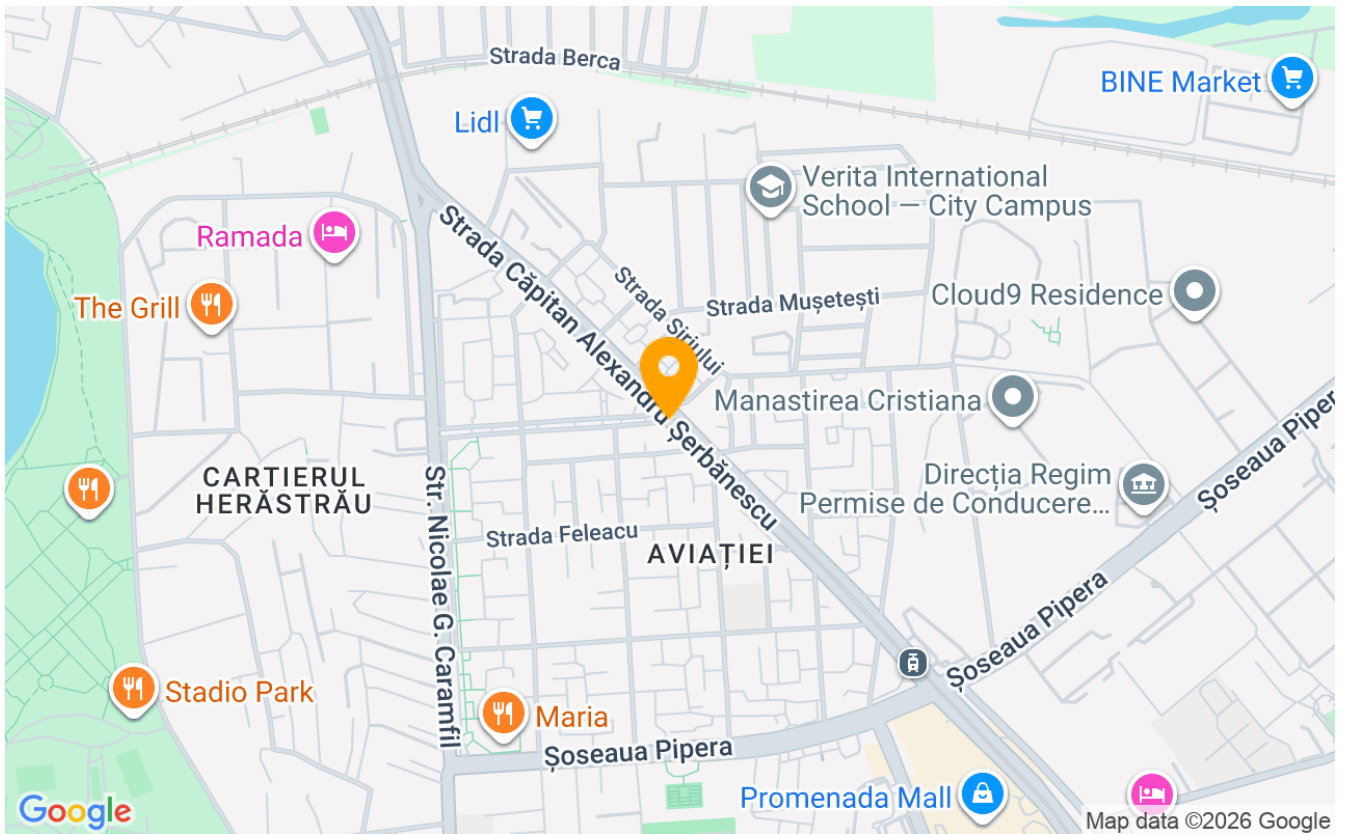 Strada Berca
BINE Market
Lidl
Verita International
School — City Campus
Strada Căpitan Alexandru Șerbănescu
Ramada
Strada Siriului
The Grill
Strada Mușetești
Cloud9 Residence
Manastirea Cristiana
Șoseaua Pipera
CARTIERUL
HERĂSTRĂU
Direcția Regim
Permise de Conducere...
Str. Nicolae G. Caramfil
Strada Feleacu
AVIAȚIEI
Șoseaua Pipera
Stadio Park
Maria
Șoseaua Pipera
Promenada Mall
Google
Map data ©2026 Google